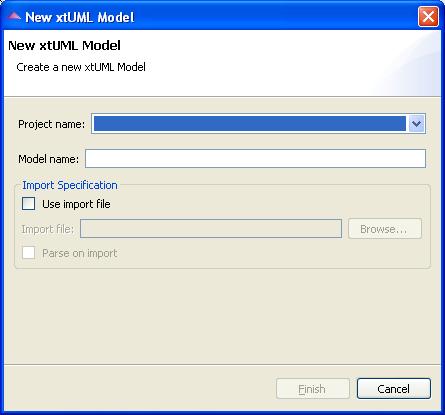 New xtUML Model
New xtUML Model
Create a new xtUML Model
Project name:
Model name:
Import Specification
Use import file
Import file:
Browse...
Parse on import
Finish
Cancel